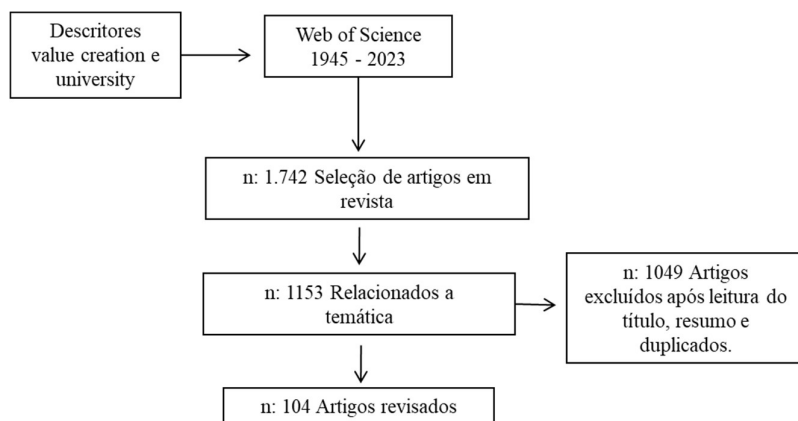 Descritores
value creation e
university
Web of Science
1945 - 2023
n: 1.742 Seleção de artigos em
revista
n: 1153 Relacionados a
temática
n: 1049 Artigos
excluídos após leitura do
título, resumo e
duplicados.
n: 104 Artigos revisados